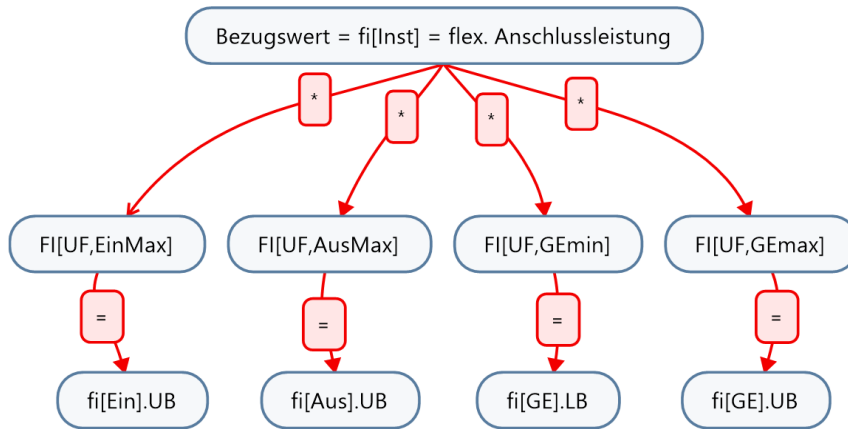 Bezugswert = fi[Inst] = flex. Anschlussleistung
* * * *
FI[UF,EinMax] FI[UF,AusMax] FI[UF,GEmin] FI[UF,GEmax]
= = = =
fi[Ein].UB fi[Aus].UB fi[GE].LB fi[GE].UB